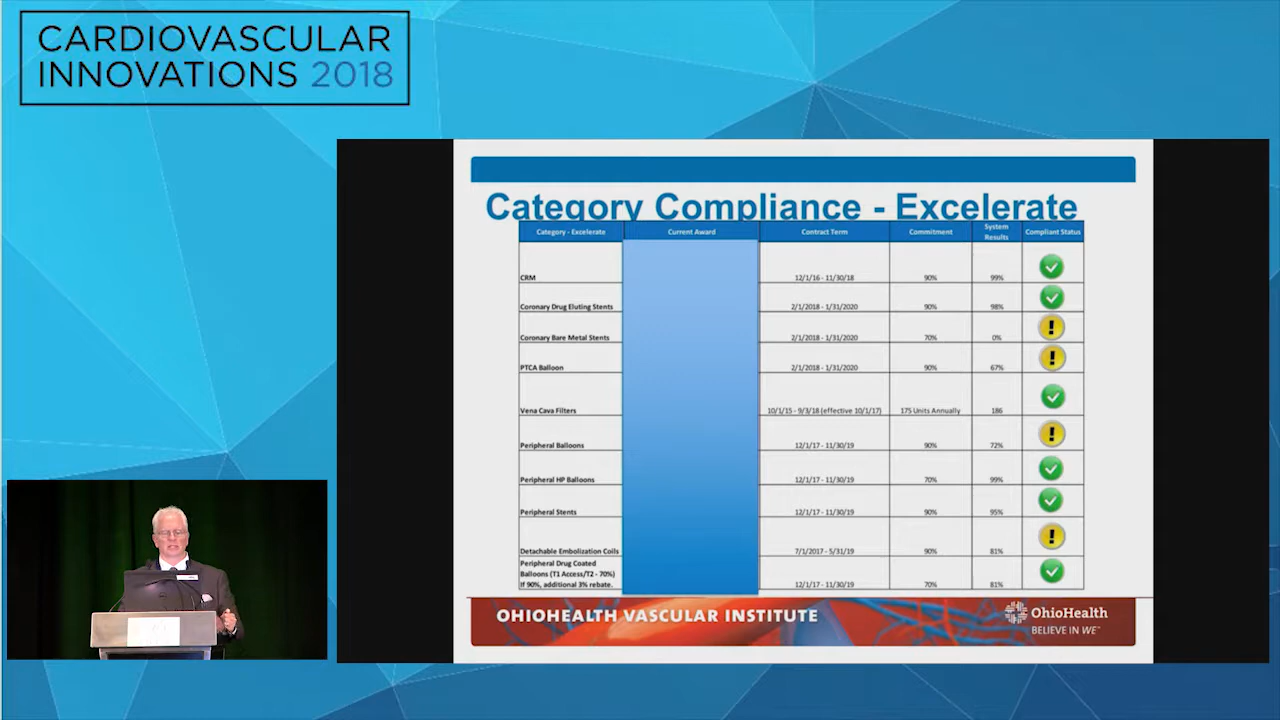 CARDIOVASCULAR
INNOVATIONS 2018
Category Compliance - Excelerate
Category - Excelerate Current Award Contract Term Commitment System Results Compliant Status
CRM 12/1/16 - 11/30/18 90% 99%
Coronary Drug Eluting Stents 2/1/2018 - 1/31/2020 90% 98%
Coronary Bare Metal Stents 2/1/2018 - 1/31/2020 70% 0%
PTCA Balloon 2/1/2018 - 1/31/2020 90% 67%
Vena Cava Filters 10/1/15 - 9/3/18 (effective 10/1/17) 175 Units Annually 186
Peripheral Balloons 12/1/17 - 11/30/19 90% 72%
Peripheral HP Balloons 12/1/17 - 11/30/19 70% 99%
Peripheral Stents 12/1/17 - 11/30/19 90% 95%
Detachable Embolization Coils 7/1/2017 - 5/31/19 90% 81%
Peripheral Drug Coated
Balloons (T1 Access/T2 - 70%)
If 90%, additional 3% rebate. 12/1/17 - 11/30/19 70% 81%
OHIOHEALTH VASCULAR INSTITUTE
OhioHealth
BELIEVE IN WE™